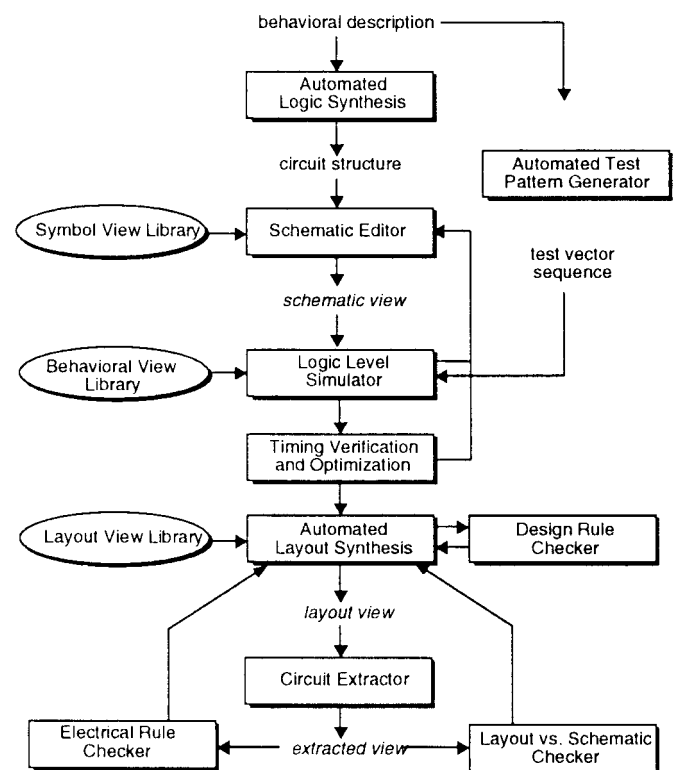 behavioral description
Automated
Logic Synthesis
circuit structure
Automated Test
Pattern Generator
Symbol View Library
Schematic Editor
test vector
sequence
schematic view
Behavioral View
Library
Logic Level
Simulator
Timing Verification
and Optimization
Layout View Library
Automated
Layout Synthesis
Design Rule
Checker
layout view
Circuit Extractor
Electrical Rule
Checker
extracted view
Layout vs. Schematic
Checker